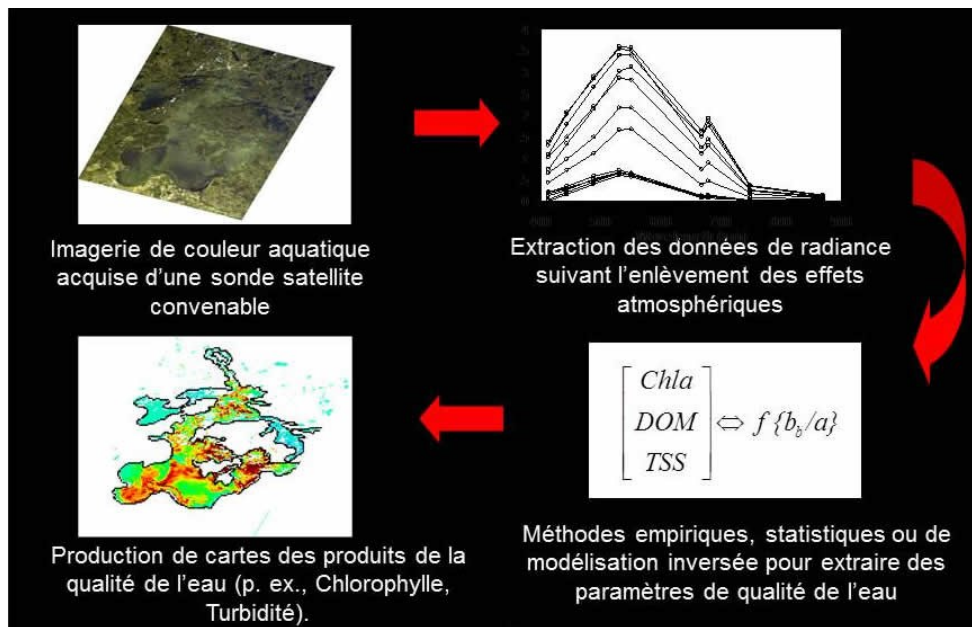 Imagerie de couleur aquatique
acquise d'une sonde satellite
convenable
Extraction des données de radiance
suivant l'enlèvement des effets
atmosphériques
Chla
DOM
TSS
⇔ f {b_b/a}
Méthodes empiriques, statistiques ou de
modélisation inversée pour extraire des
paramètres de qualité de l'eau
Production de cartes des produits de la
qualité de l'eau (p. ex., Chlorophylle,
Turbidité).